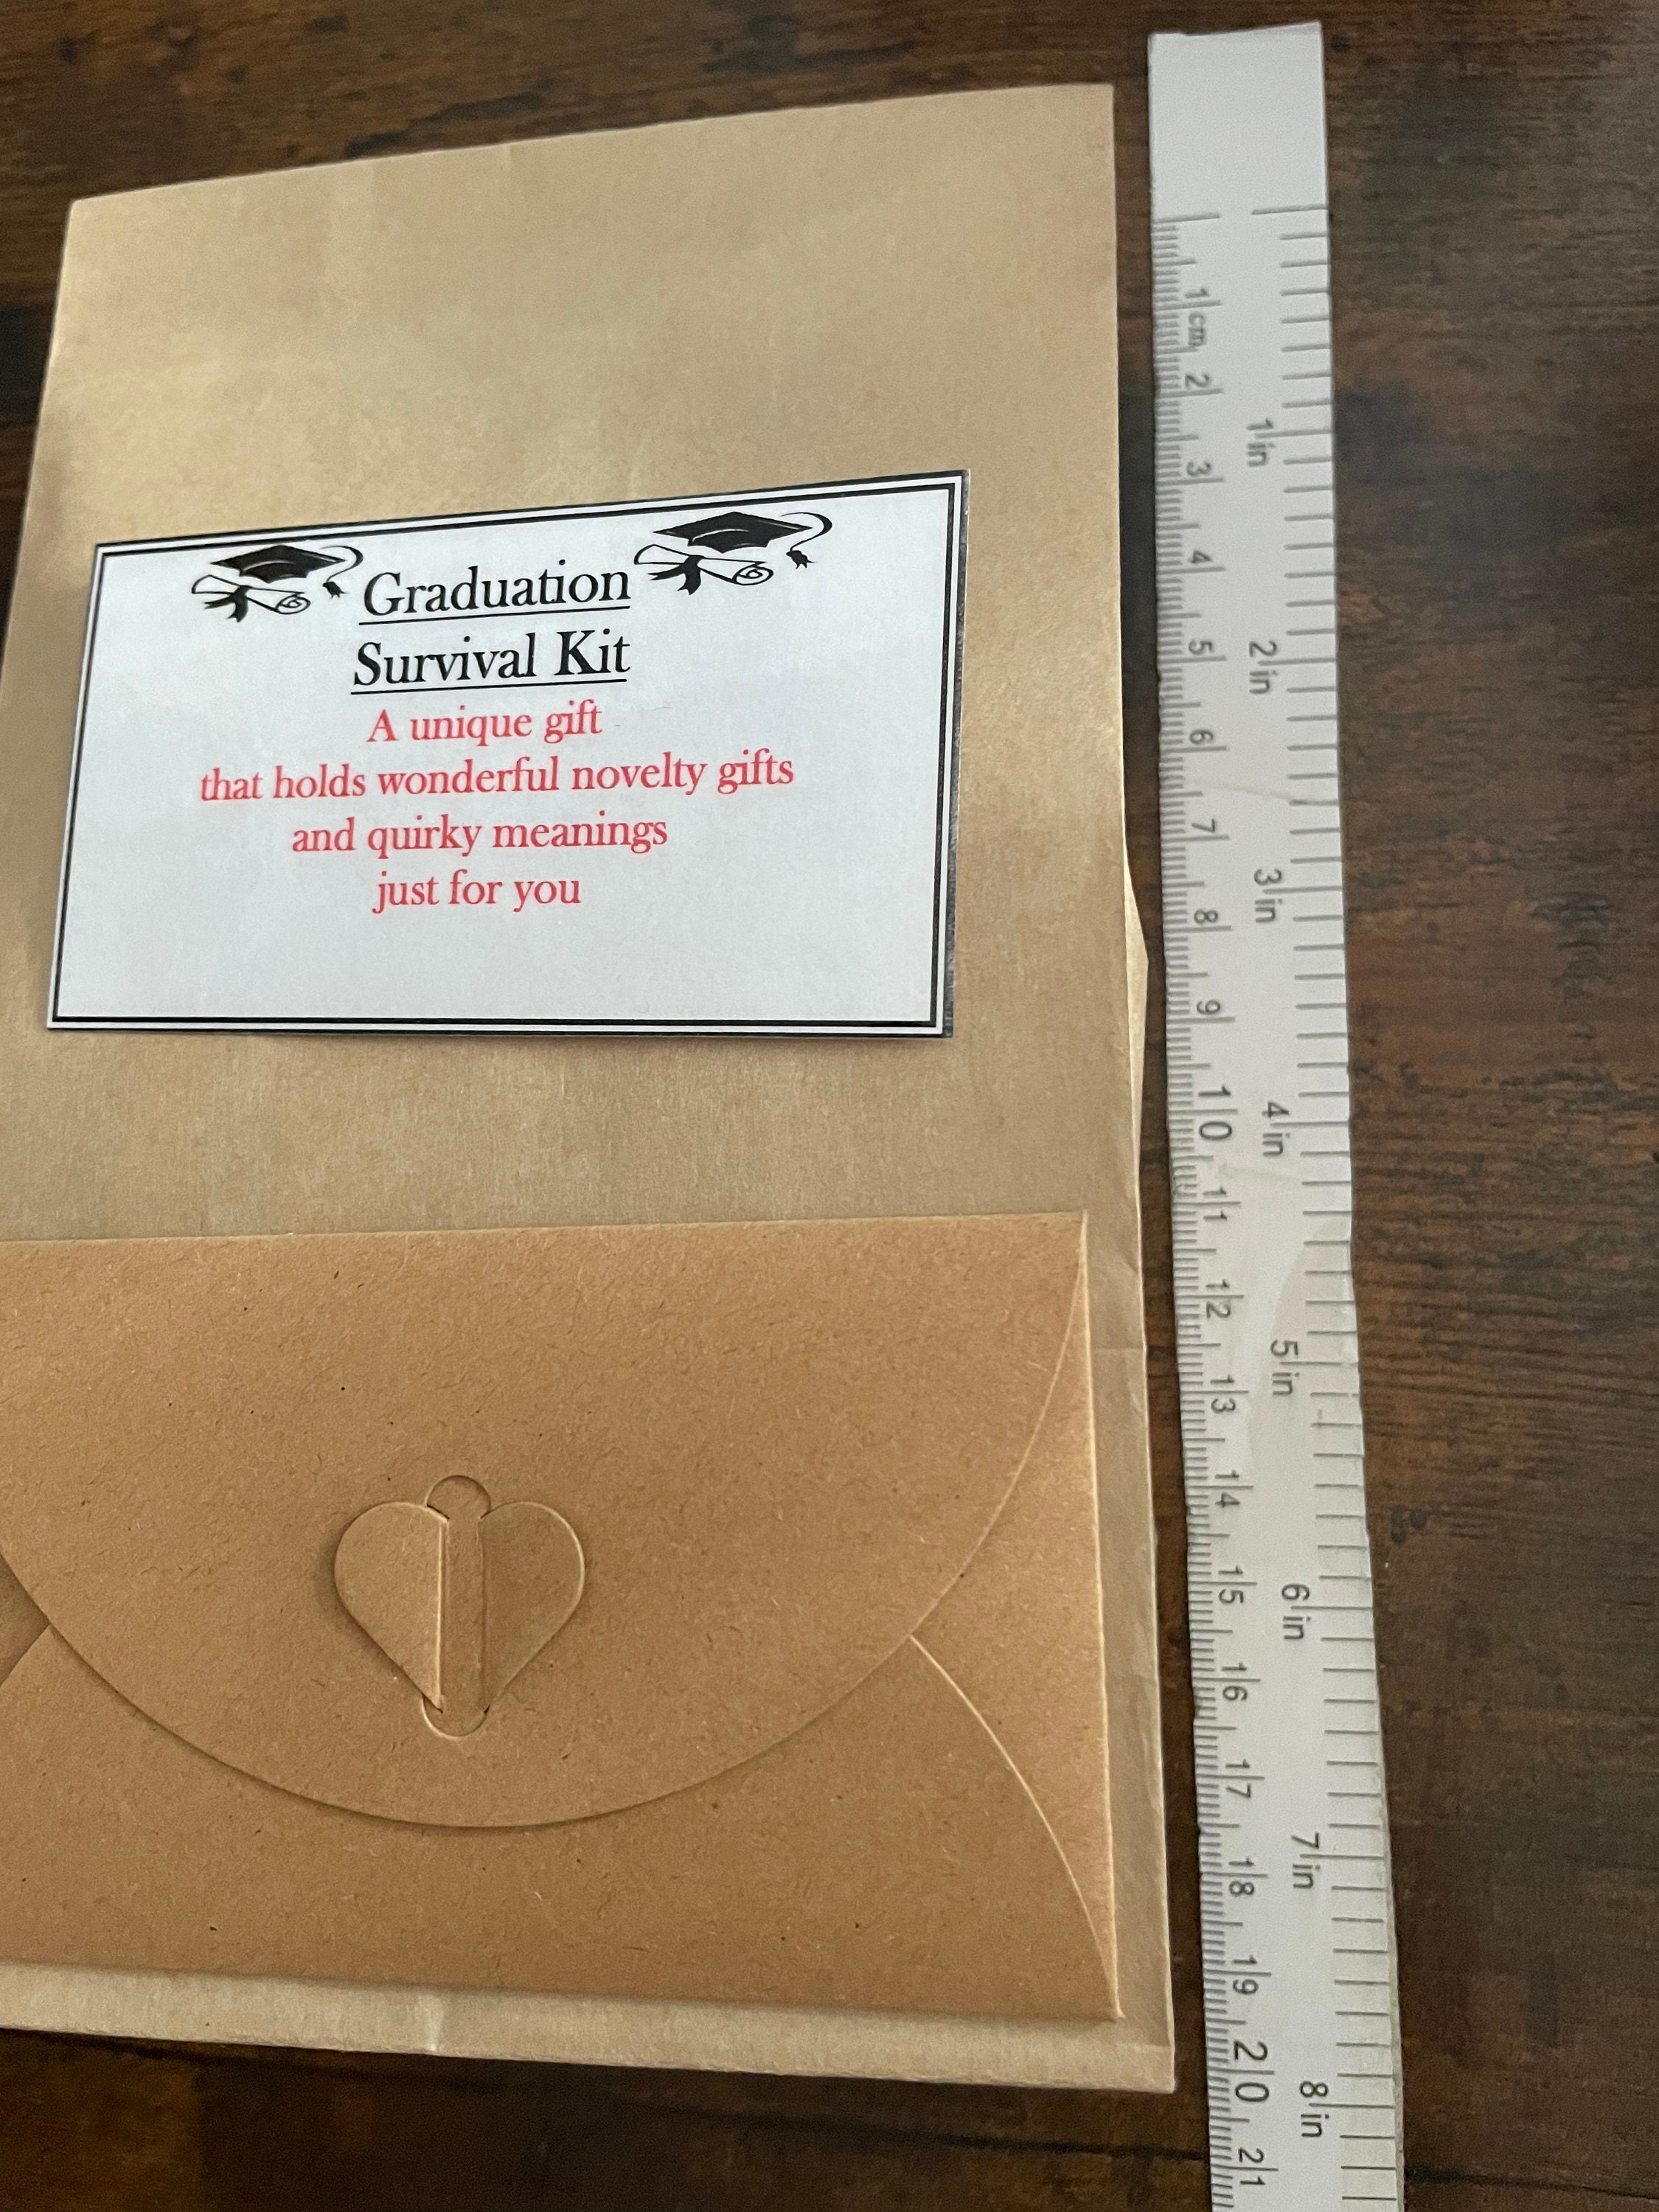 Graduation
Survival Kit
A unique gift
that holds wonderful novelty gifts
and quirky meanings
just for you
1 cm 2 3 4 5 6 7 8 9 10 11 12 13 14 15 16 17 18 19 20 21
1 in 2 in 3 in 4 in 5 in 6 in 7 in 8 in